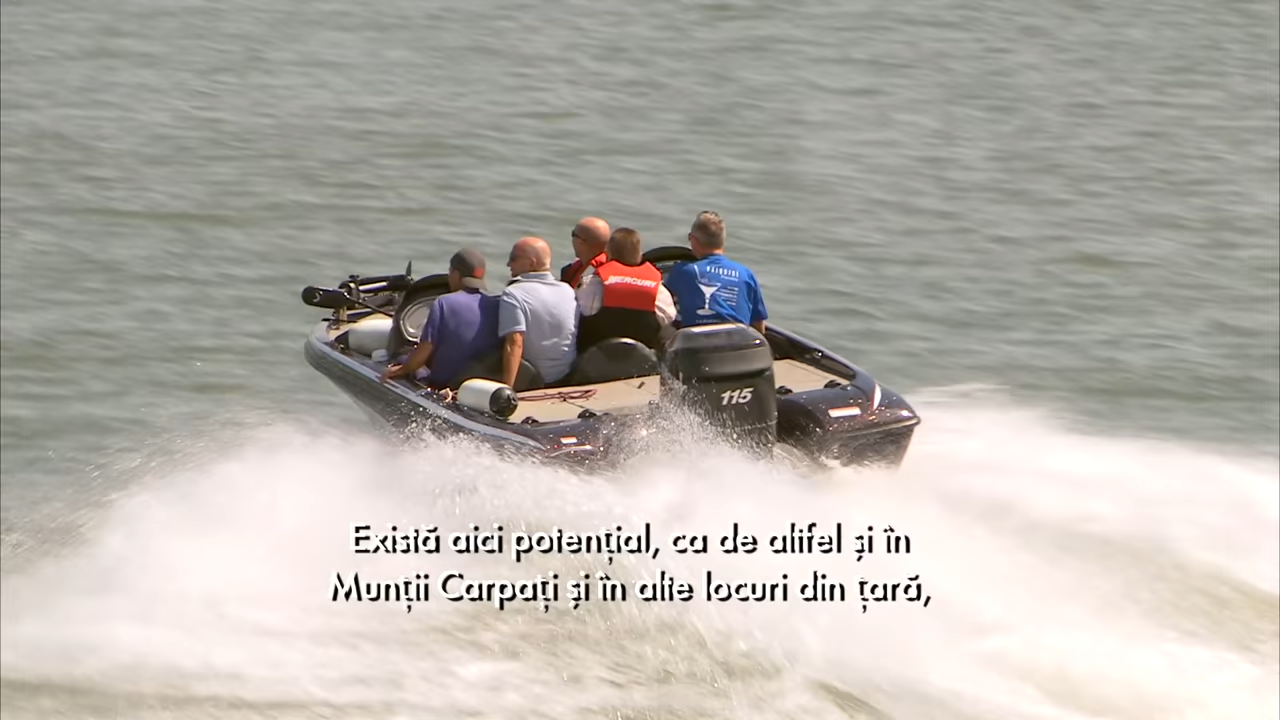 MERCURY
115
Există aici potențial, ca de altfel și în
Munții Carpați și în alte locuri din țară,